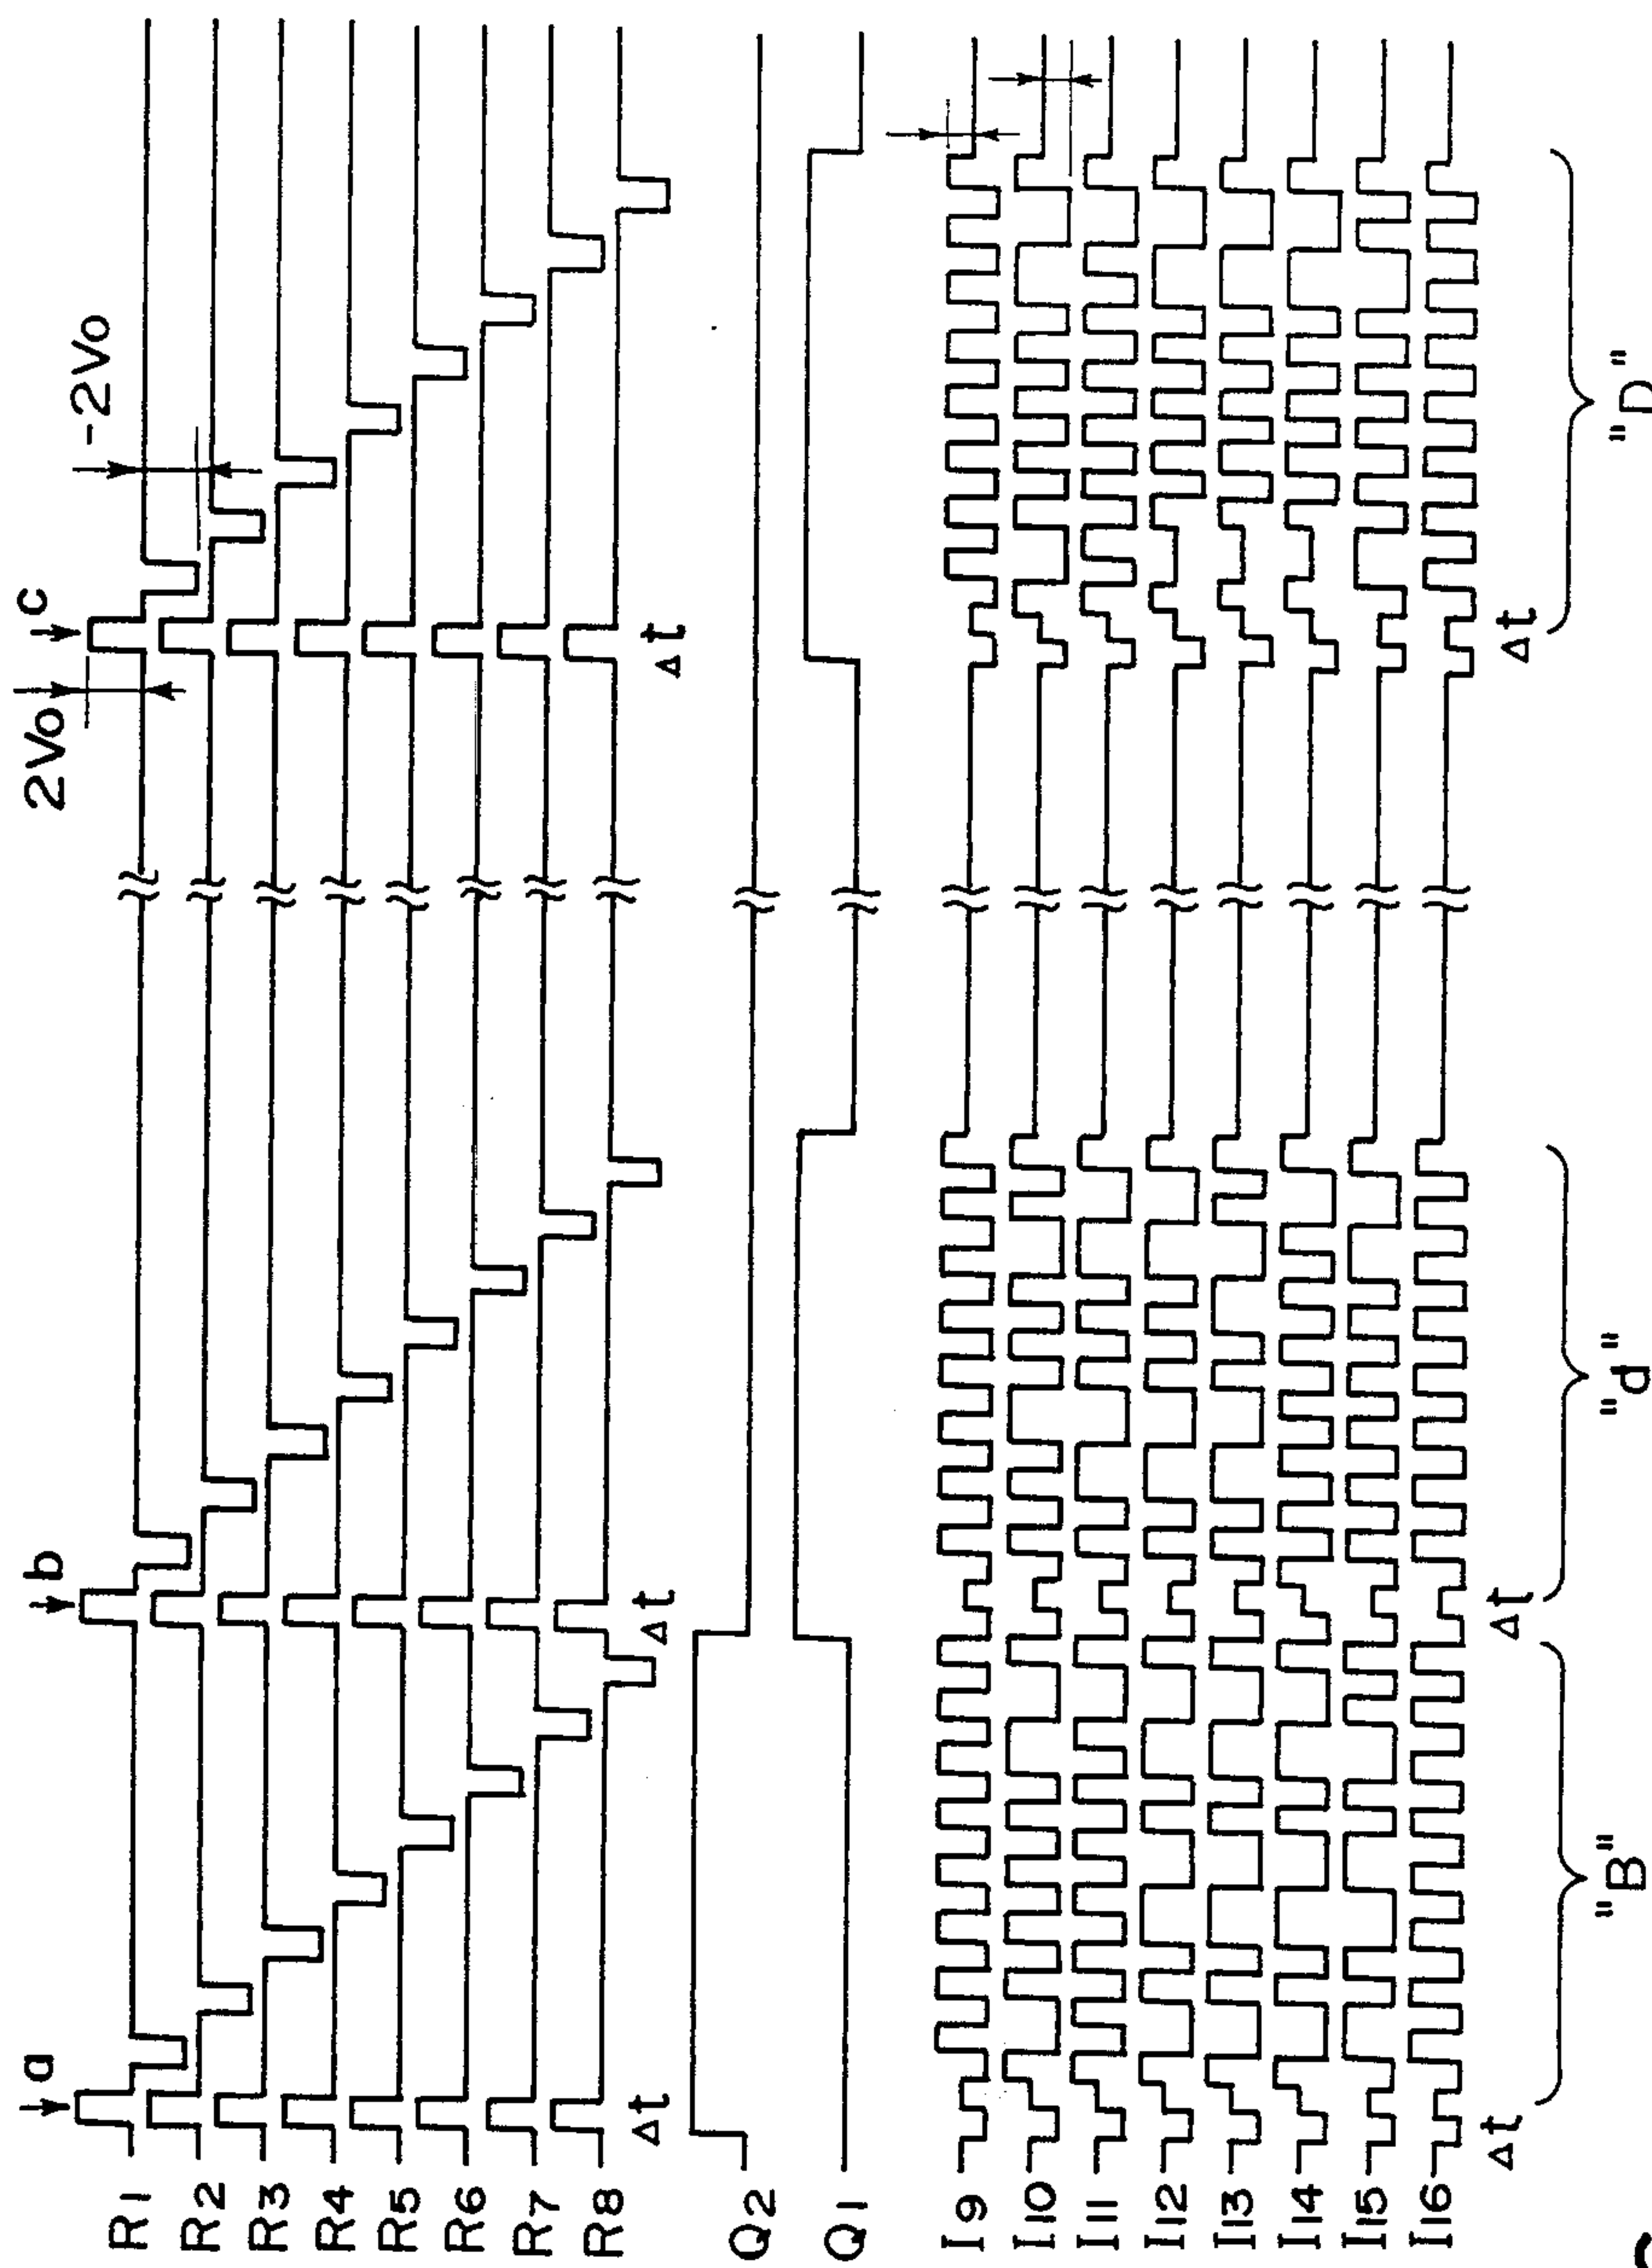 a
b
c
2Vo
-2Vo
R1
R2
R3
R4
R5
R6
R7
R8
Δt
Δt
Δt
Q2
Q1
I9
I10
I11
I12
I13
I14
I15
I16
Δt
Δt
Δt
"B"
"d"
"D"